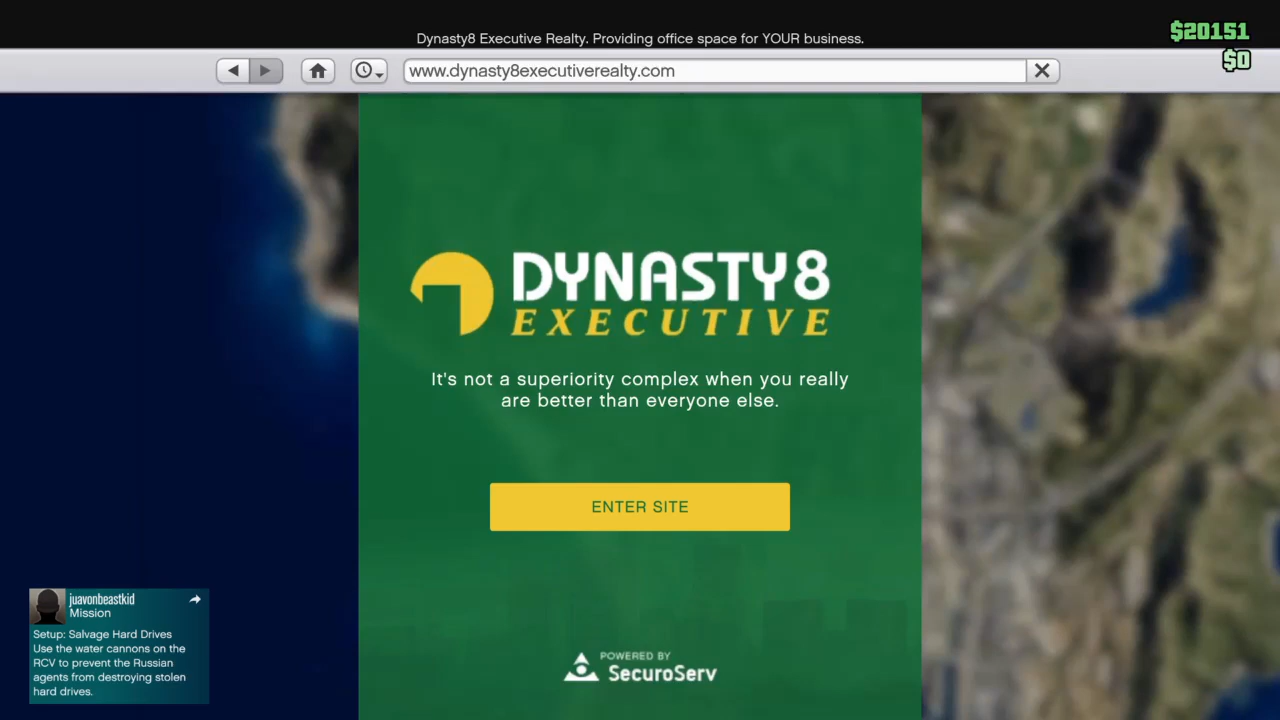 Dynasty8 Executive Realty. Providing office space for YOUR business.
$20151
$0
www.dynasty8executiverealty.com
DYNASTY8
EXECUTIVE
It's not a superiority complex when you really
are better than everyone else.
ENTER SITE
juavonbeastkid
Mission
Setup: Salvage Hard Drives
Use the water cannons on the
RCV to prevent the Russian
agents from destroying stolen
hard drives.
POWERED BY
SecuroServ